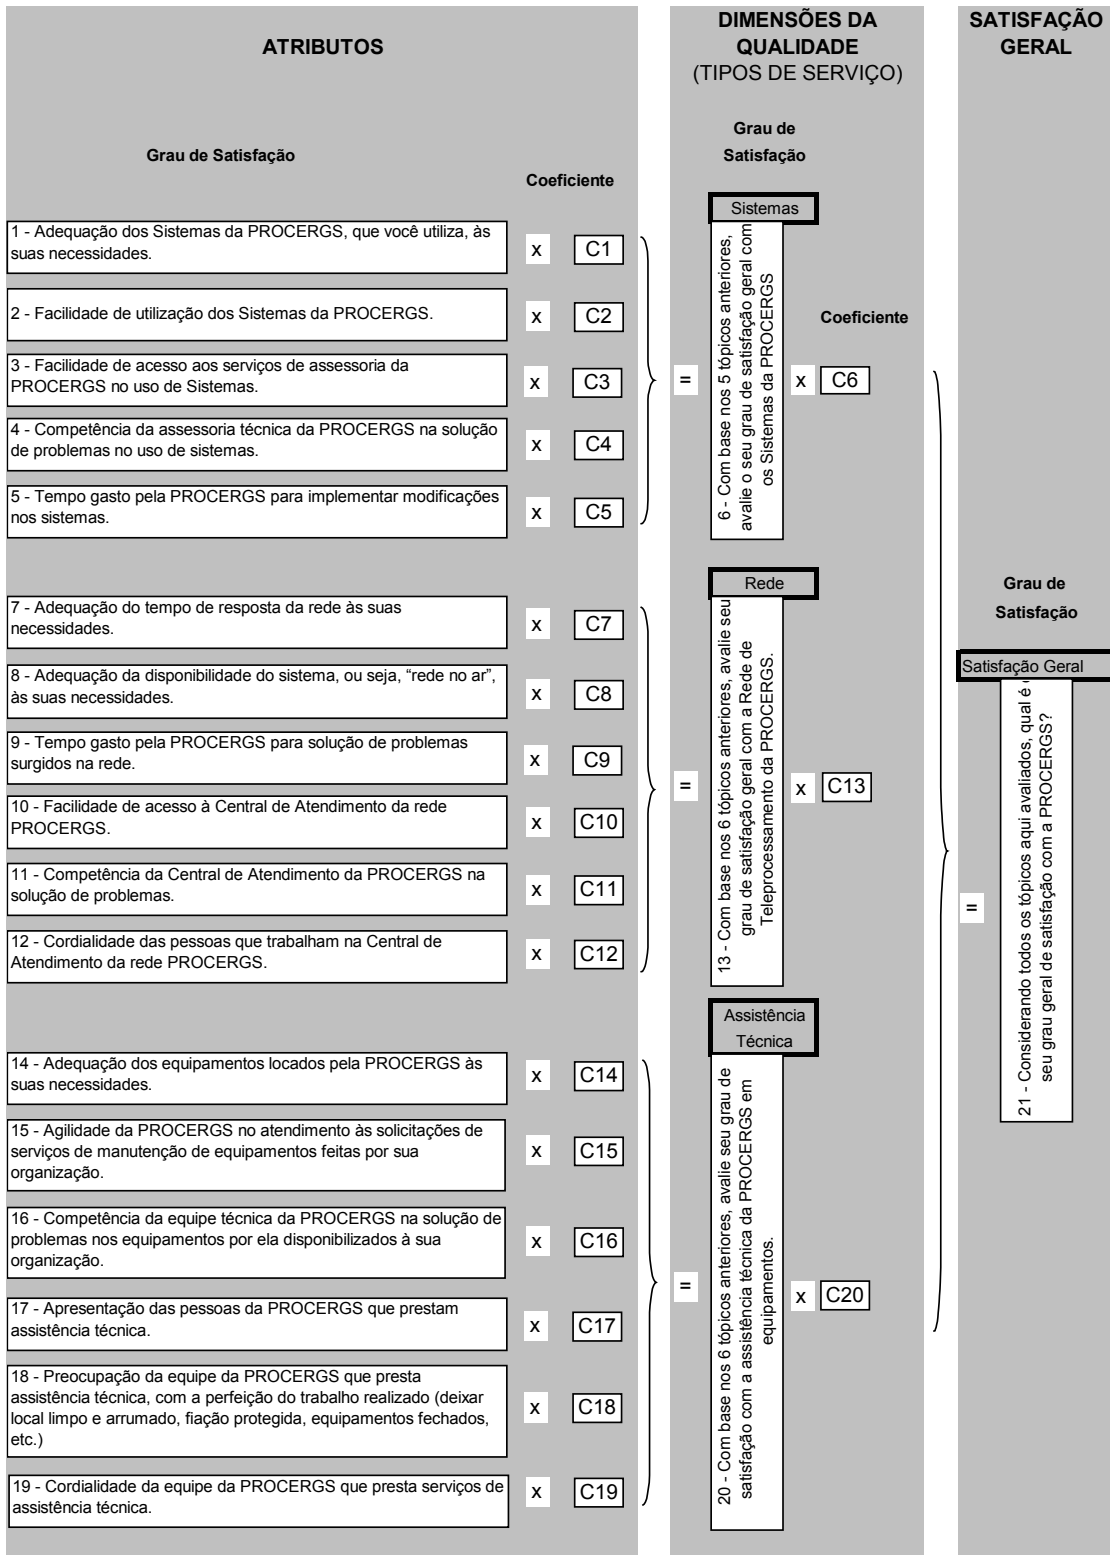 ATRIBUTOS
DIMENSÕES DA
QUALIDADE
(TIPOS DE SERVIÇO)
SATISFAÇÃO
GERAL
Grau de Satisfação
Coeficiente
Grau de
Satisfação
Sistemas
1 - Adequação dos Sistemas da PROCERGS, que você utiliza, às
suas necessidades.
x
C1
2 - Facilidade de utilização dos Sistemas da PROCERGS.
x
C2
3 - Facilidade de acesso aos serviços de assessoria da
PROCERGS no uso de Sistemas.
x
C3
4 - Competência da assessoria técnica da PROCERGS na solução
de problemas no uso de sistemas.
x
C4
5 - Tempo gasto pela PROCERGS para implementar modificações
nos sistemas.
x
C5
=
6 - Com base nos 5 tópicos anteriores,
avalie o seu grau de satisfação geral com
os Sistemas da PROCERGS
Coeficiente
x
C6
Rede
7 - Adequação do tempo de resposta da rede às suas
necessidades.
x
C7
8 - Adequação da disponibilidade do sistema, ou seja, “rede no ar”,
às suas necessidades.
x
C8
9 - Tempo gasto pela PROCERGS para solução de problemas
surgidos na rede.
x
C9
10 - Facilidade de acesso à Central de Atendimento da rede
PROCERGS.
x
C10
11 - Competência da Central de Atendimento da PROCERGS na
solução de problemas.
x
C11
12 - Cordialidade das pessoas que trabalham na Central de
Atendimento da rede PROCERGS.
x
C12
=
13 - Com base nos 6 tópicos anteriores, avalie seu
grau de satisfação geral com a Rede de
Teleprocessamento da PROCERGS.
x
C13
Assistência
Técnica
14 - Adequação dos equipamentos locados pela PROCERGS às
suas necessidades.
x
C14
15 - Agilidade da PROCERGS no atendimento às solicitações de
serviços de manutenção de equipamentos feitas por sua
organização.
x
C15
16 - Competência da equipe técnica da PROCERGS na solução de
problemas nos equipamentos por ela disponibilizados à sua
organização.
x
C16
17 - Apresentação das pessoas da PROCERGS que prestam
assistência técnica.
x
C17
18 - Preocupação da equipe da PROCERGS que presta
assistência técnica, com a perfeição do trabalho realizado (deixar
local limpo e arrumado, fiação protegida, equipamentos fechados,
etc.)
x
C18
19 - Cordialidade da equipe da PROCERGS que presta serviços de
assistência técnica.
x
C19
=
20 - Com base nos 6 tópicos anteriores, avalie seu grau de
satisfação com a assistência técnica da PROCERGS em
equipamentos.
x
C20
Grau de
Satisfação
Satisfação Geral
=
21 - Considerando todos os tópicos aqui avaliados, qual é
seu grau geral de satisfação com a PROCERGS?